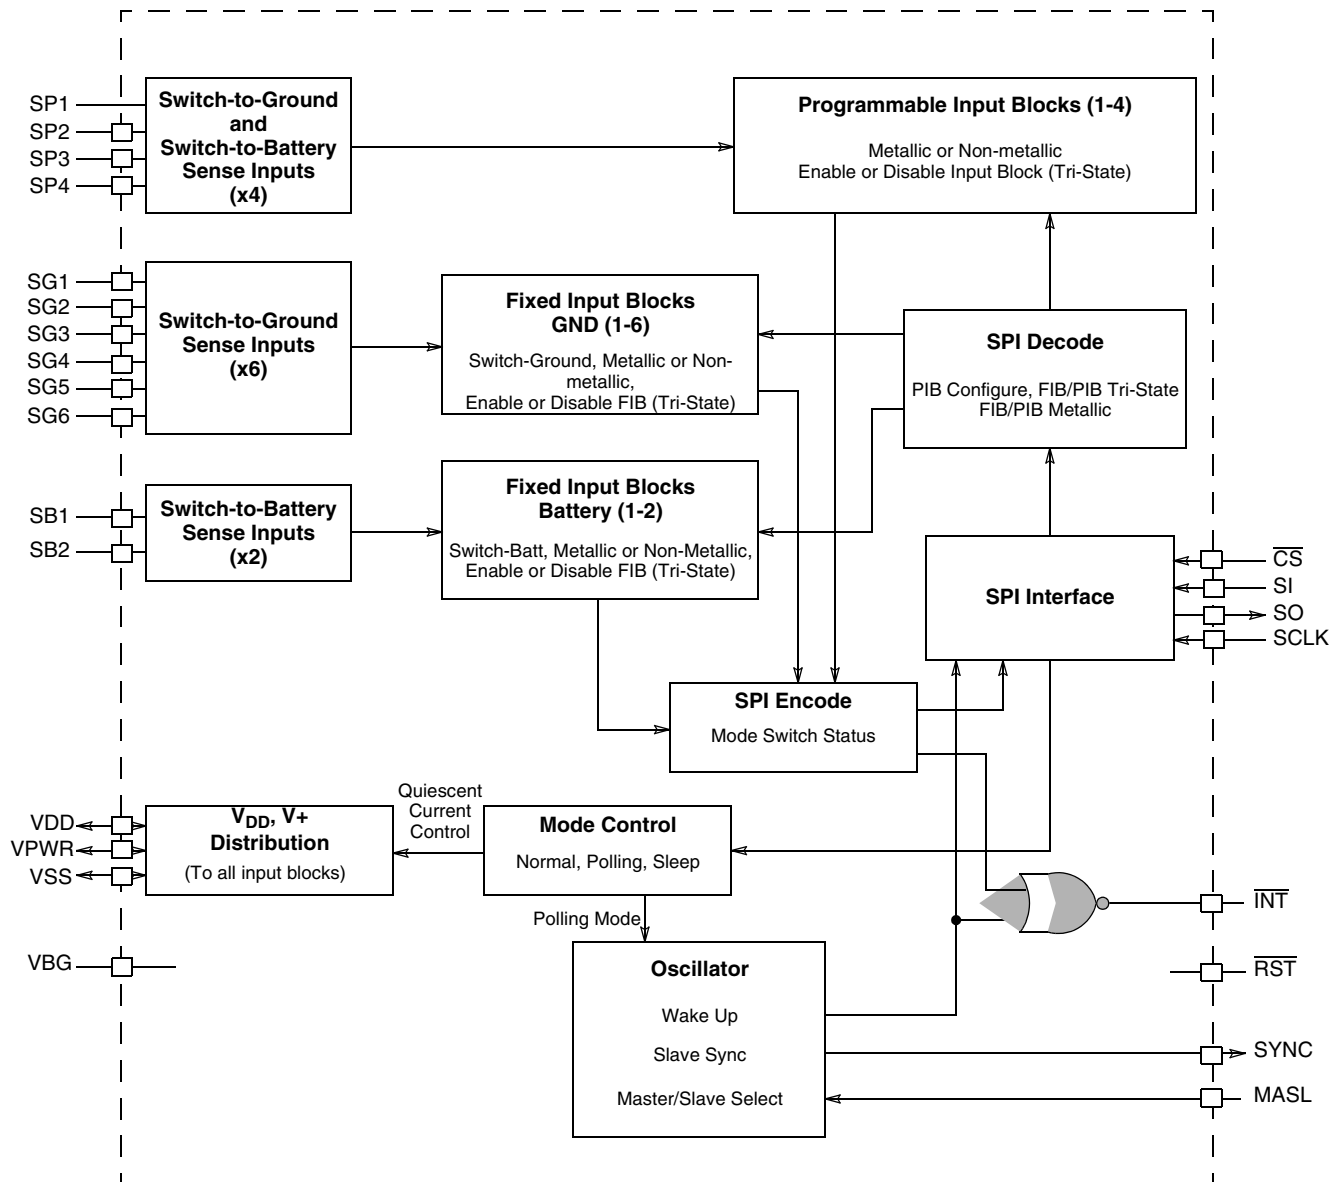 SP1
SP2
SP3
SP4
Switch-to-Ground
and
Switch-to-Battery
Sense Inputs
(x4)
Programmable Input Blocks (1-4)
Metallic or Non-metallic
Enable or Disable Input Block (Tri-State)
SG1
SG2
SG3
SG4
SG5
SG6
Switch-to-Ground
Sense Inputs
(x6)
Fixed Input Blocks
GND (1-6)
Switch-Ground, Metallic or Non-
metallic,
Enable or Disable FIB (Tri-State)
SPI Decode
PIB Configure, FIB/PIB Tri-State
FIB/PIB Metallic
SB1
SB2
Switch-to-Battery
Sense Inputs
(x2)
Fixed Input Blocks
Battery (1-2)
Switch-Batt, Metallic or Non-Metallic,
Enable or Disable FIB (Tri-State)
SPI Interface
CS
SI
SO
SCLK
SPI Encode
Mode Switch Status
VDD
VPWR
VSS
VDD, V+
Distribution
(To all input blocks)
Quiescent
Current
Control
Mode Control
Normal, Polling, Sleep
Polling Mode
INT
VBG
Oscillator
Wake Up
Slave Sync
Master/Slave Select
RST
SYNC
MASL